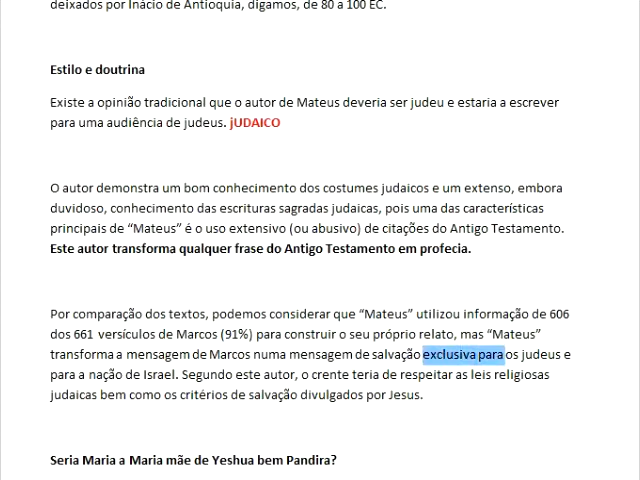 deixados por Inácio de Antioquia, digamos, de 80 a 100 EC.
Estilo e doutrina
Existe a opinião tradicional que o autor de Mateus deveria ser judeu e estaria a escrever
para uma audiência de judeus. jUDAICO
O autor demonstra um bom conhecimento dos costumes judaicos e um extenso, embora
duvidoso, conhecimento das escrituras sagradas judaicas, pois uma das características
principais de “Mateus” é o uso extensivo (ou abusivo) de citações do Antigo Testamento.
Este autor transforma qualquer frase do Antigo Testamento em profecia.
Por comparação dos textos, podemos considerar que “Mateus” utilizou informação de 606
dos 661 versículos de Marcos (91%) para construir o seu próprio relato, mas “Mateus”
transforma a mensagem de Marcos numa mensagem de salvação exclusiva para os judeus e
para a nação de Israel. Segundo este autor, o crente teria de respeitar as leis religiosas
judaicas bem como os critérios de salvação divulgados por Jesus.
Seria Maria a Maria mãe de Yeshua bem Pandira?